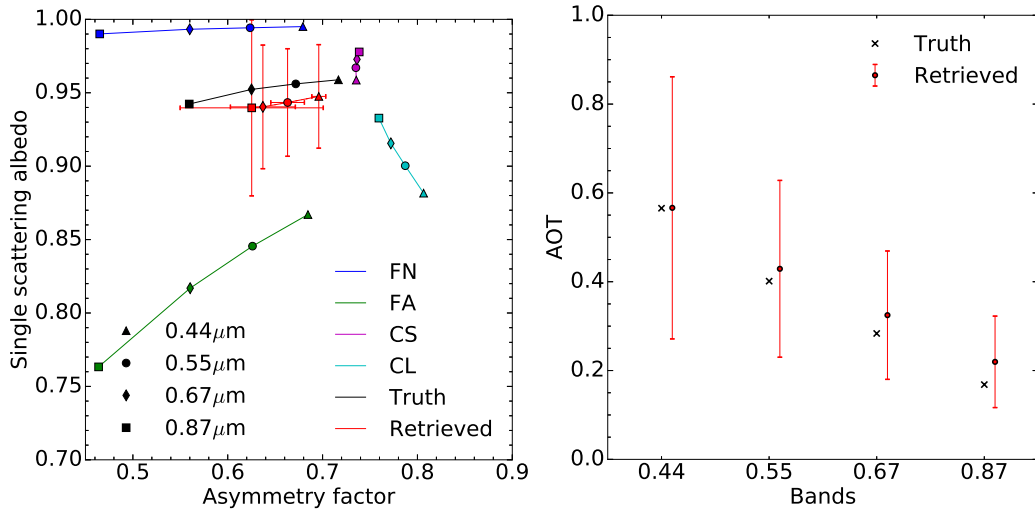 1.00
0.95
0.90
0.85
0.80
0.75
0.70
Single scattering albedo
0.5 0.6 0.7 0.8 0.9
Asymmetry factor
0.44μm
0.55μm
0.67μm
0.87μm
FN
FA
CS
CL
Truth
Retrieved
1.0
0.8
0.6
0.4
0.2
0.0
AOT
0.44 0.55 0.67 0.87
Bands
Truth
Retrieved